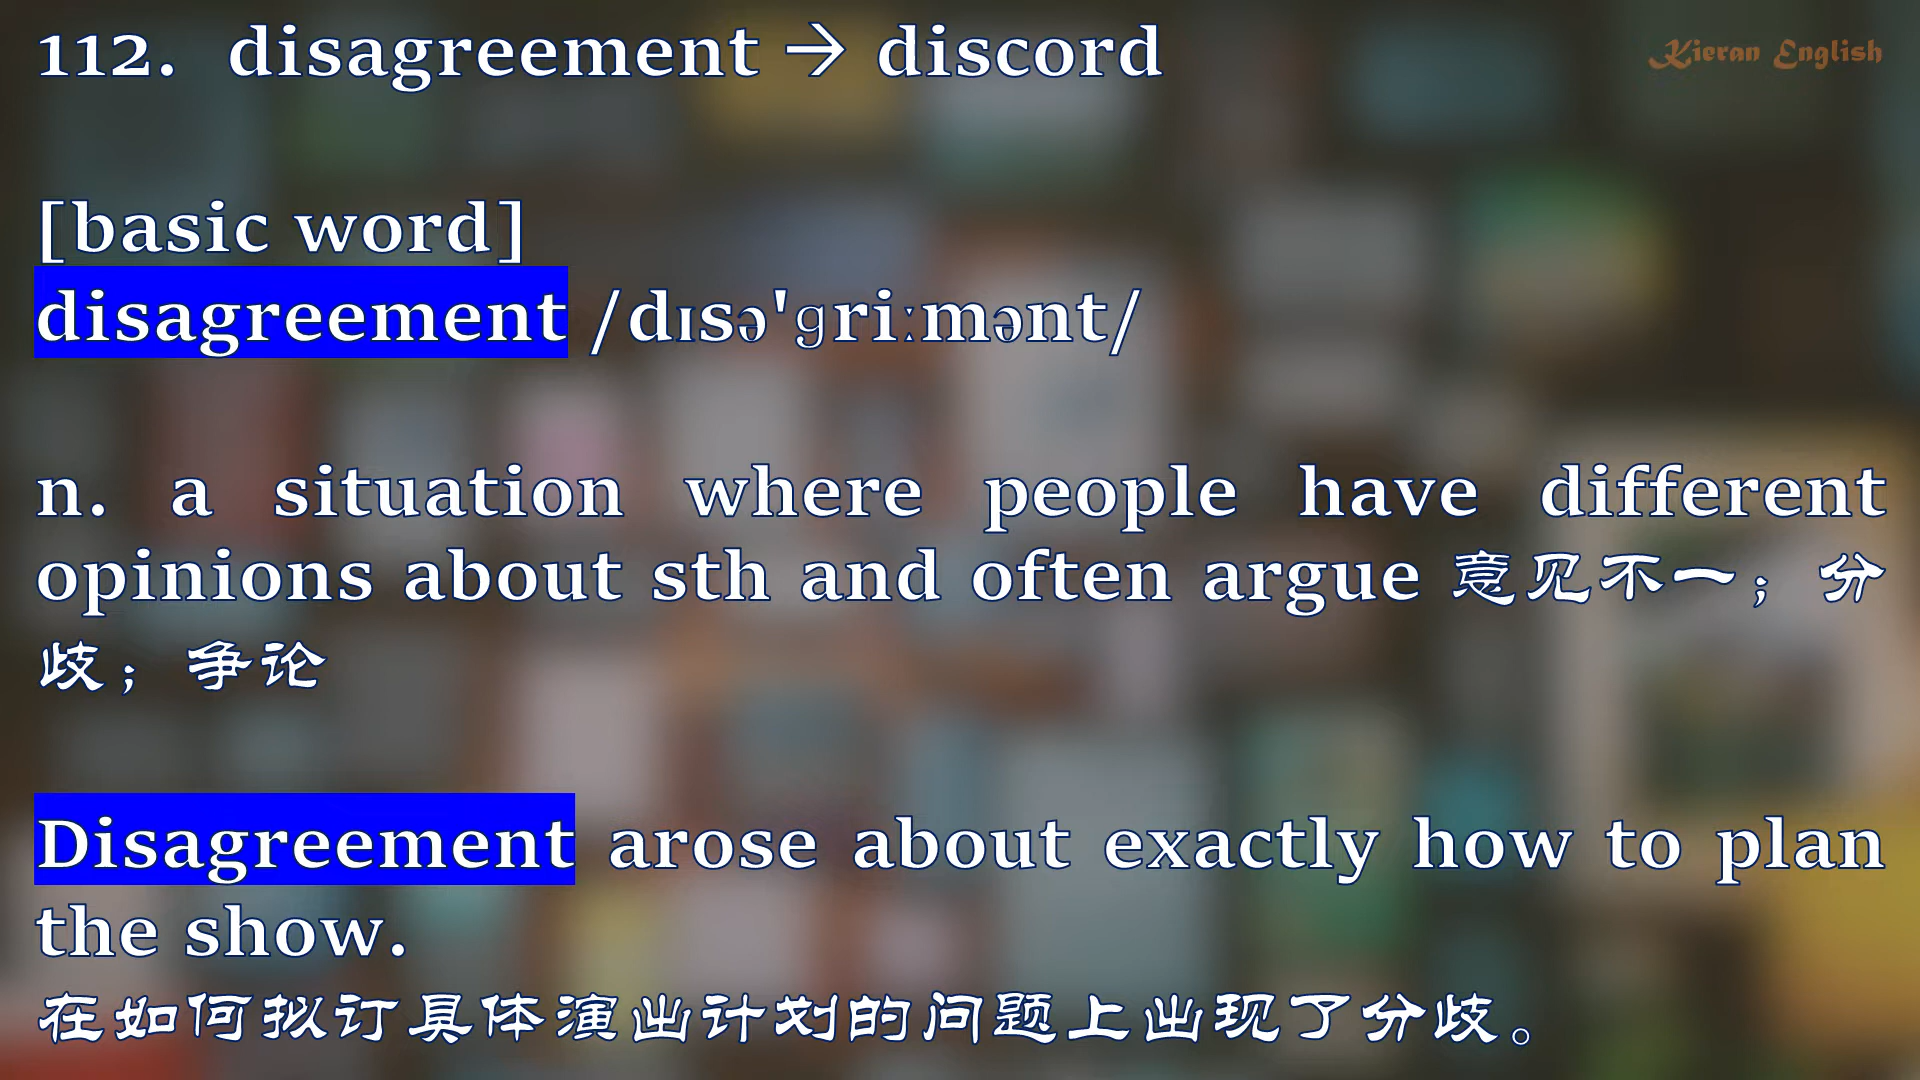 112. disagreement → discord
Kieran English
[basic word]
disagreement /dɪsə'ɡriːmənt/
n. a situation where people have different
opinions about sth and often argue 意见不一；分
歧；争论
Disagreement arose about exactly how to plan
the show.
在如何拟订具体演出计划的问题上出现了分歧。